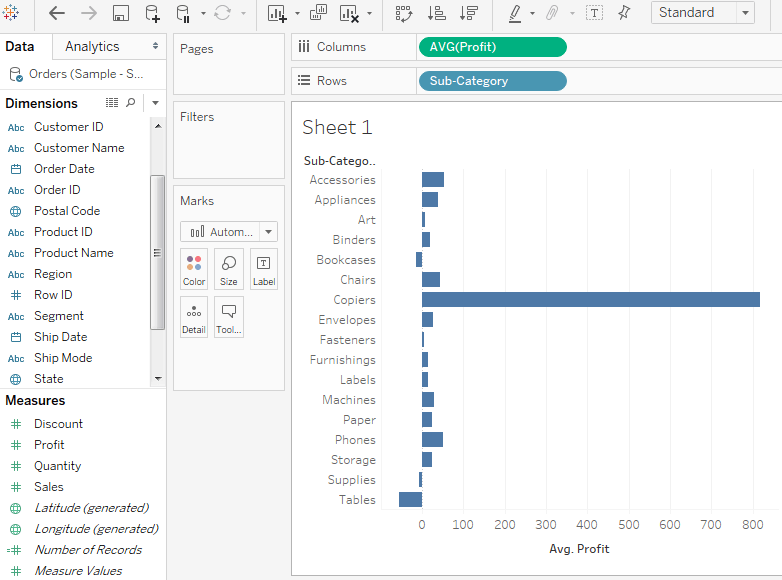 Standard
Data
Analytics
Orders (Sample - S...
Dimensions
Abc Customer ID
Abc Customer Name
Order Date
Abc Order ID
Postal Code
Abc Product ID
Abc Product Name
Abc Region
# Row ID
Abc Segment
Ship Date
Abc Ship Mode
State
Measures
# Discount
# Profit
# Quantity
# Sales
Latitude (generated)
Longitude (generated)
=# Number of Records
# Measure Values
Pages
Filters
Marks
Autom...
Color Size Label
Detail Tool...
Columns AVG(Profit)
Rows Sub-Category
Sheet 1
Sub-Catego..
Accessories
Appliances
Art
Binders
Bookcases
Chairs
Copiers
Envelopes
Fasteners
Furnishings
Labels
Machines
Paper
Phones
Storage
Supplies
Tables
0 100 200 300 400 500 600 700 800
Avg. Profit